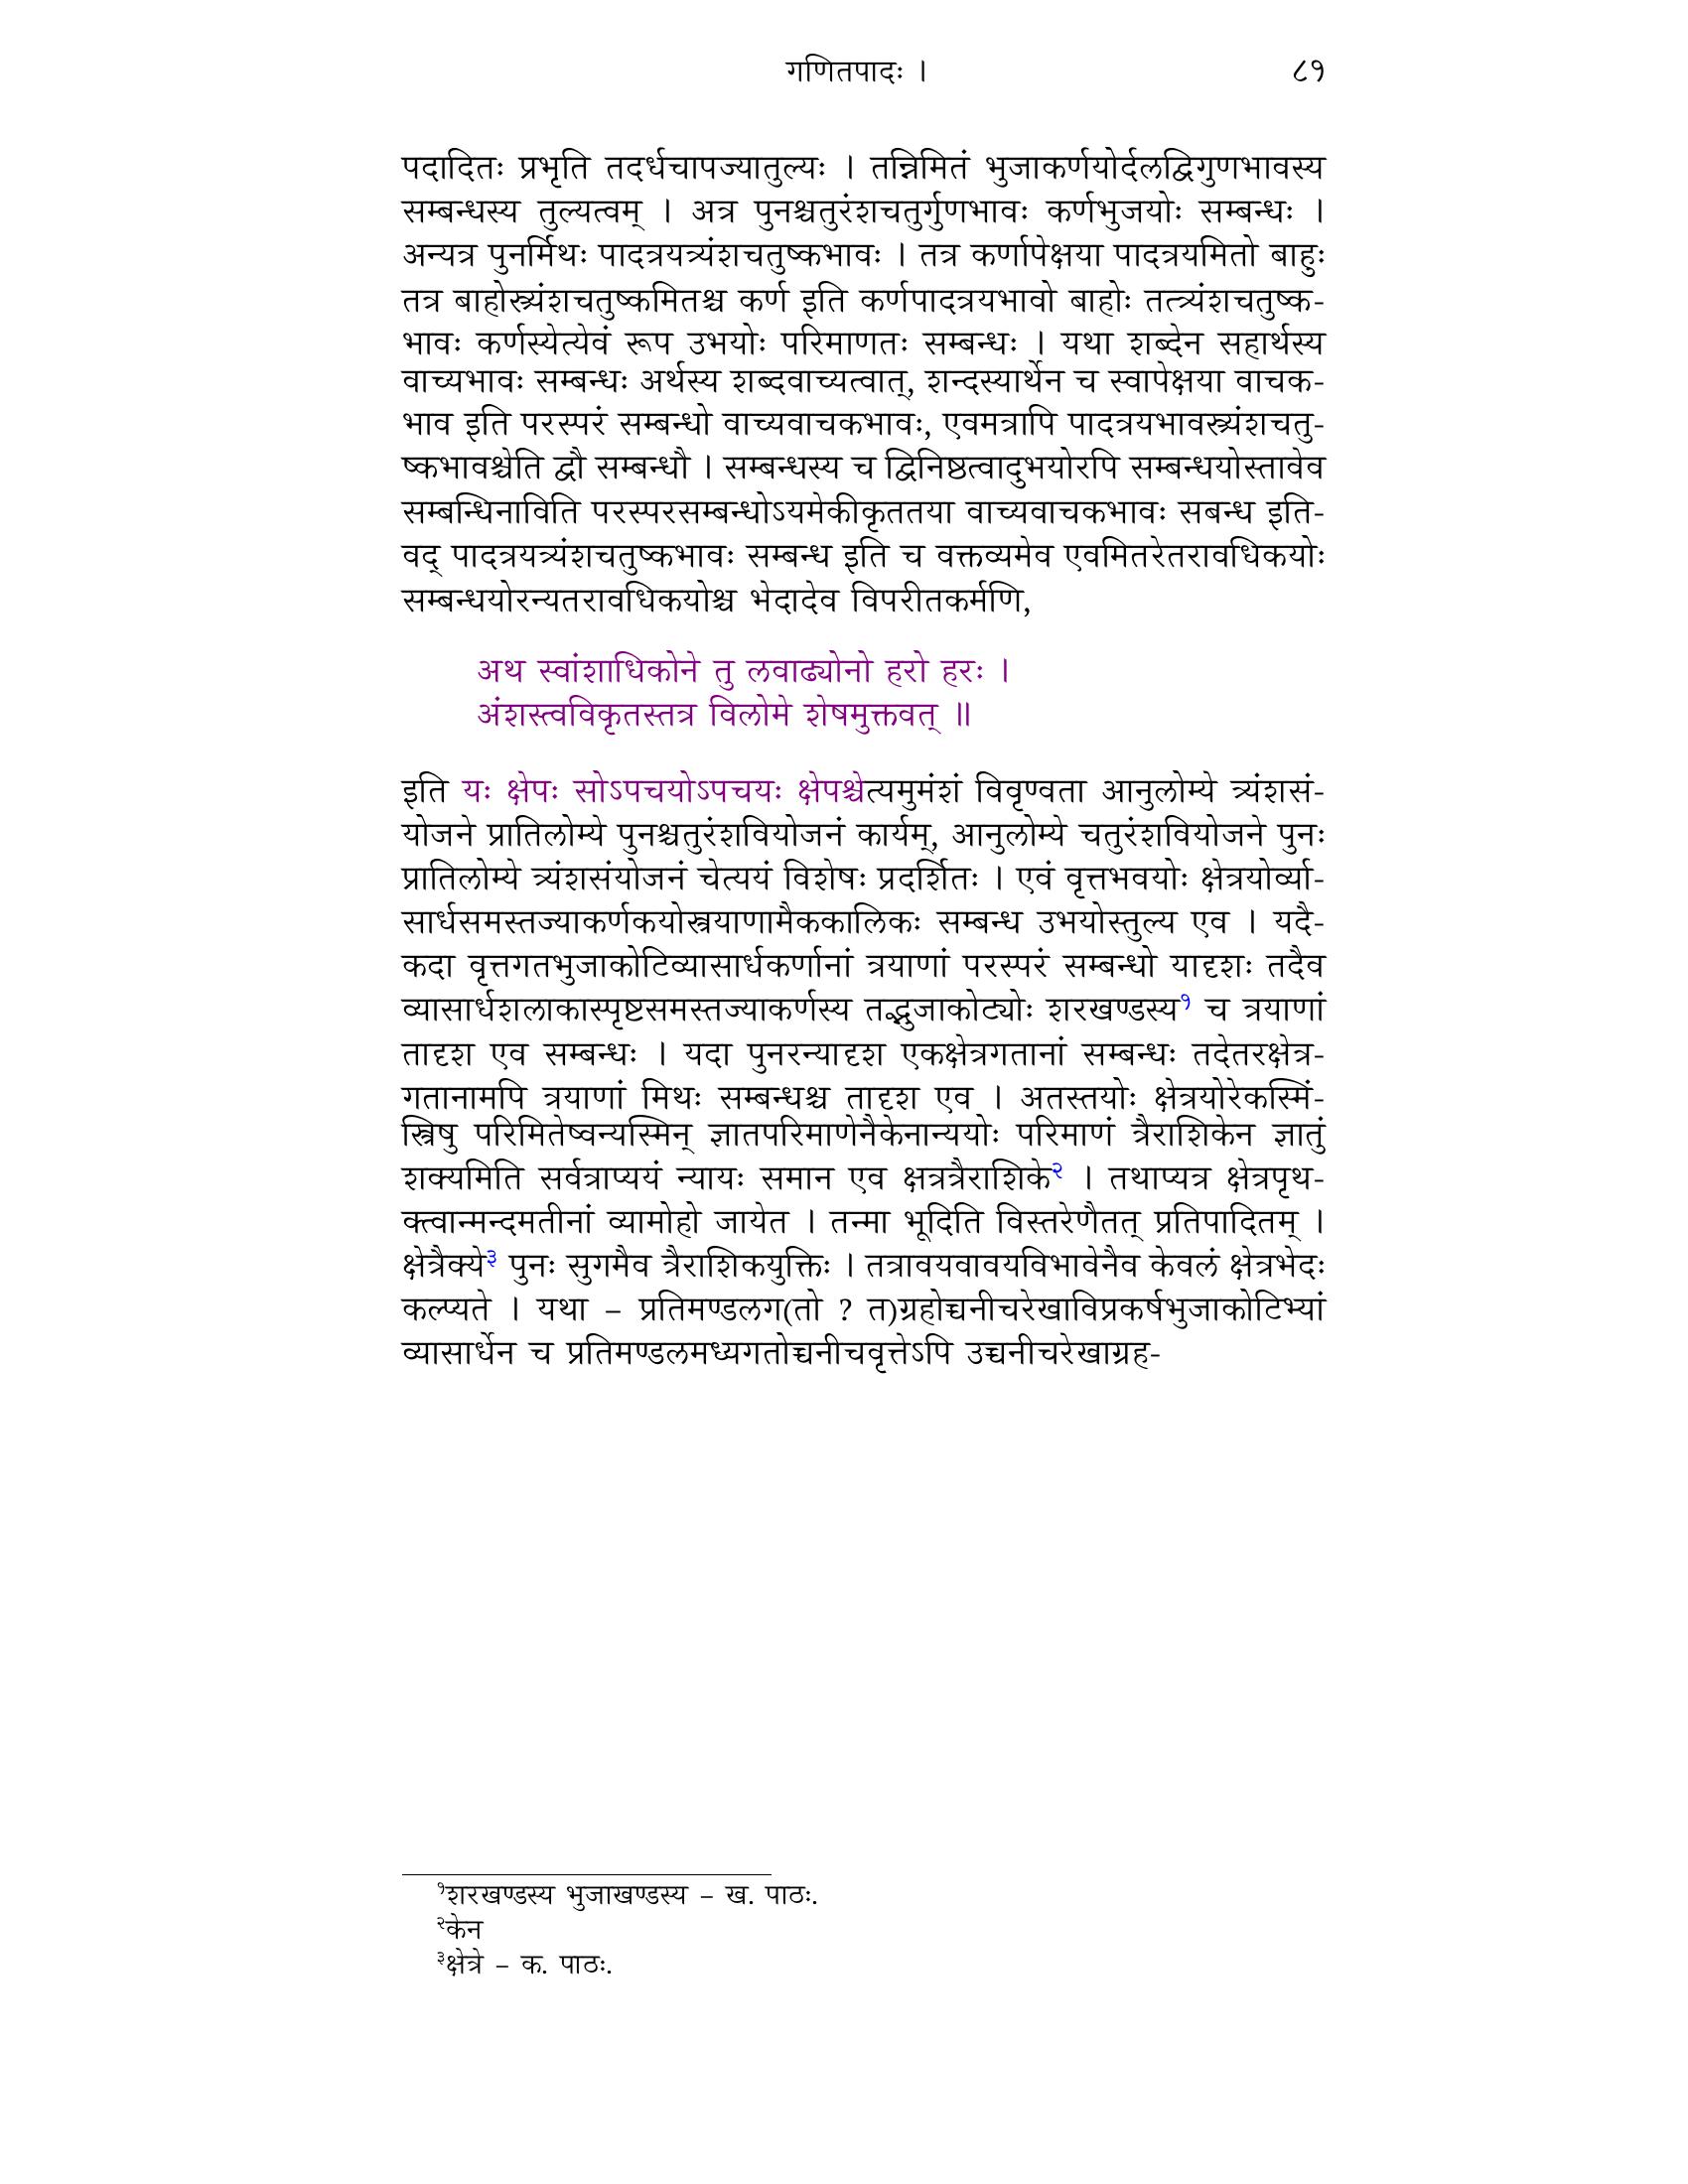 गणितपादः ।
८१
पदादितः प्रभृति तदर्धचापज्यातुल्यः । तन्निमितं भुजाकर्णयोर्दलद्विगुणभावस्य
सम्बन्धस्य तुल्यत्वम् । अत्र पुनश्चतुरंशचतुर्गुणभावः कर्णभुजयोः सम्बन्धः ।
अन्यत्र पुनर्मिथः पादत्रयत्र्यंशचतुष्कभावः । तत्र कर्णापेक्षया पादत्रयमितो बाहुः
तत्र बाहोस्त्र्यंशचतुष्कमितश्च कर्ण इति कर्णपादत्रयभावो बाहोः तत्त्र्यंशचतुष्क-
भावः कर्णस्येत्येवं रूप उभयोः परिमाणतः सम्बन्धः । यथा शब्देन सहार्थस्य
वाच्यभावः सम्बन्धः अर्थस्य शब्दवाच्यत्वात्, शन्दस्यार्थेन च स्वापेक्षया वाचक-
भाव इति परस्परं सम्बन्धो वाच्यवाचकभावः, एवमत्रापि पादत्रयभावस्त्र्यंशचतु-
ष्कभावश्चेति द्वौ सम्बन्धौ । सम्बन्धस्य च द्विनिष्ठत्वादुभयोरपि सम्बन्धयोस्तावेव
सम्बन्धिनाविति परस्परसम्बन्धोऽयमेकीकृततया वाच्यवाचकभावः सबन्ध इति-
वद् पादत्रयत्र्यंशचतुष्कभावः सम्बन्ध इति च वक्तव्यमेव एवमितरेतरावधिकयोः
सम्बन्धयोरन्यतरावधिकयोश्च भेदादेव विपरीतकर्मणि,
अथ स्वांशाधिकोने तु लवाढ्योनो हरो हरः ।
अंशस्त्वविकृतस्तत्र विलोमे शेषमुक्तवत् ॥
इति यः क्षेपः सोऽपचयोऽपचयः क्षेपश्चेत्यमुमंशं विवृण्वता आनुलोम्ये त्र्यंशसं-
योजने प्रातिलोम्ये पुनश्चतुरंशवियोजनं कार्यम्, आनुलोम्ये चतुरंशवियोजने पुनः
प्रातिलोम्ये त्र्यंशसंयोजनं चेत्ययं विशेषः प्रदर्शितः । एवं वृत्तभवयोः क्षेत्रयोर्व्या-
सार्धसमस्तज्याकर्णकयोस्त्रयाणामैककालिकः सम्बन्ध उभयोस्तुल्य एव । यदै-
कदा वृत्तगतभुजाकोटिव्यासार्धकर्णानां त्रयाणां परस्परं सम्बन्धो यादृशः तदैव
व्यासार्धशलाकास्पृष्टसमस्तज्याकर्णस्य तद्भुजाकोट्योः शरखण्डस्य१ च त्रयाणां
तादृश एव सम्बन्धः । यदा पुनरन्यादृश एकक्षेत्रगतानां सम्बन्धः तदेतरक्षेत्र-
गतानामपि त्रयाणां मिथः सम्बन्धश्च तादृश एव । अतस्तयोः क्षेत्रयोरेकस्मिं-
स्त्रिषु परिमितेष्वन्यस्मिन् ज्ञातपरिमाणेनैकेनान्ययोः परिमाणं त्रैराशिकेन ज्ञातुं
शक्यमिति सर्वत्राप्ययं न्यायः समान एव क्षत्रत्रैराशिके२ । तथाप्यत्र क्षेत्रपृथ-
क्त्वान्मन्दमतीनां व्यामोहो जायेत । तन्मा भूदिति विस्तरेणैतत् प्रतिपादितम् ।
क्षेत्रैक्ये३ पुनः सुगमैव त्रैराशिकयुक्तिः । तत्रावयवावयविभावेनैव केवलं क्षेत्रभेदः
कल्प्यते । यथा – प्रतिमण्डलग(तो ? त)ग्रहोच्चनीचरेखाविप्रकर्षभुजाकोटिभ्यां
व्यासार्धेन च प्रतिमण्डलमध्यगतोच्चनीचवृत्तेऽपि उच्चनीचरेखाग्रह-
१शरखण्डस्य भुजाखण्डस्य – ख. पाठः.
२केन
३क्षेत्रे – क. पाठः.